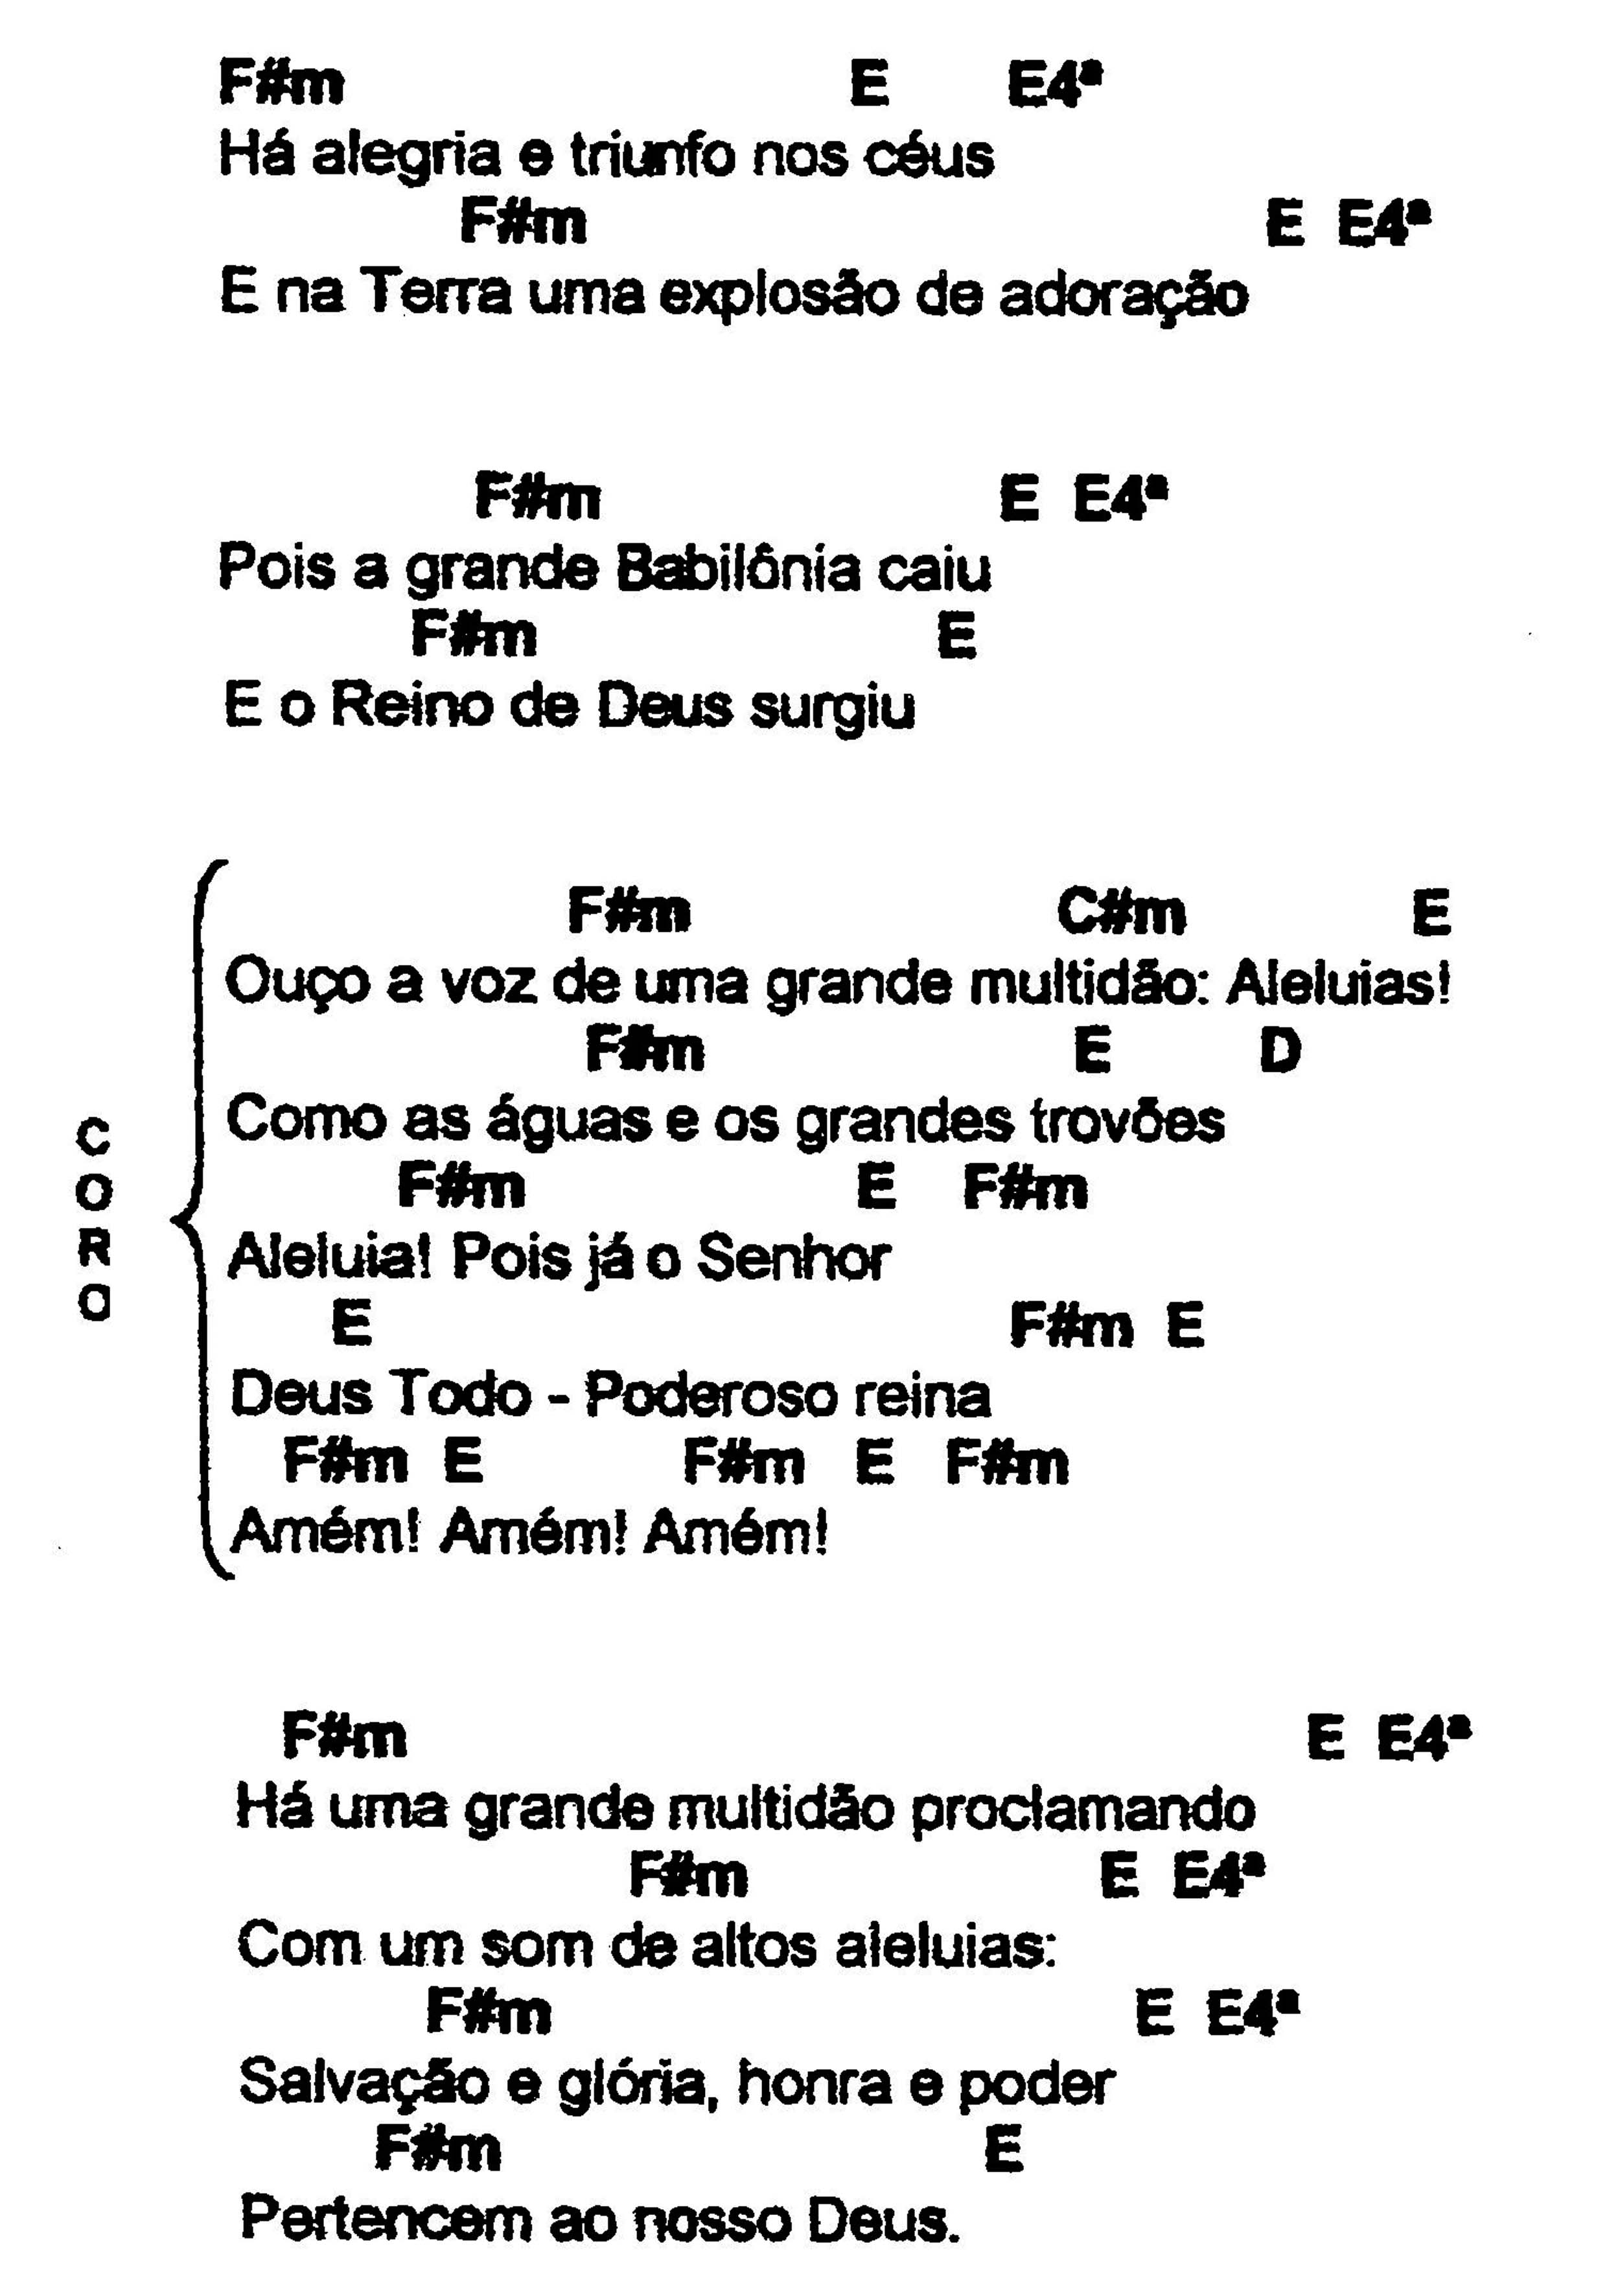 F#m E E4ª
Há alegria e triunfo nos céus
F#m E E4ª
E na Terra uma explosão de adoração
F#m E E4ª
Pois a grande Babilônia caiu
F#m E
E o Reino de Deus surgiu
CORO
F#m C#m E
Ouço a voz de uma grande multidão: Aleluias!
F#m E D
Como as águas e os grandes trovões
F#m E F#m
Aleluia! Pois já o Senhor
E F#m E
Deus Todo - Poderoso reina
F#m E F#m E F#m
Amém! Amém! Amém!
F#m E E4ª
Há uma grande multidão proclamando
F#m E E4ª
Com um som de altos aleluias:
F#m E E4ª
Salvação e glória, honra e poder
F#m E
Pertencem ao nosso Deus.